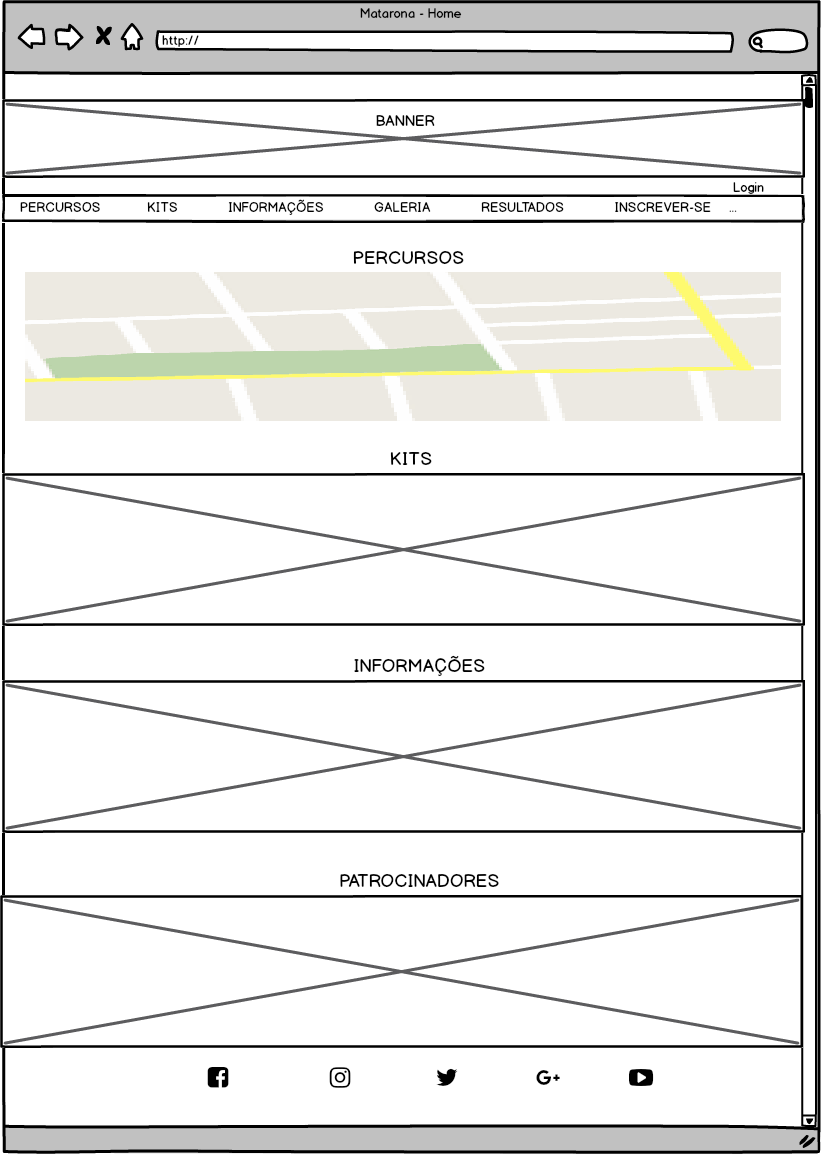 Matarona - Home
http://
BANNER
Login
PERCURSOS KITS INFORMAÇÕES GALERIA RESULTADOS INSCREVER-SE ...
PERCURSOS
KITS
INFORMAÇÕES
PATROCINADORES
G+